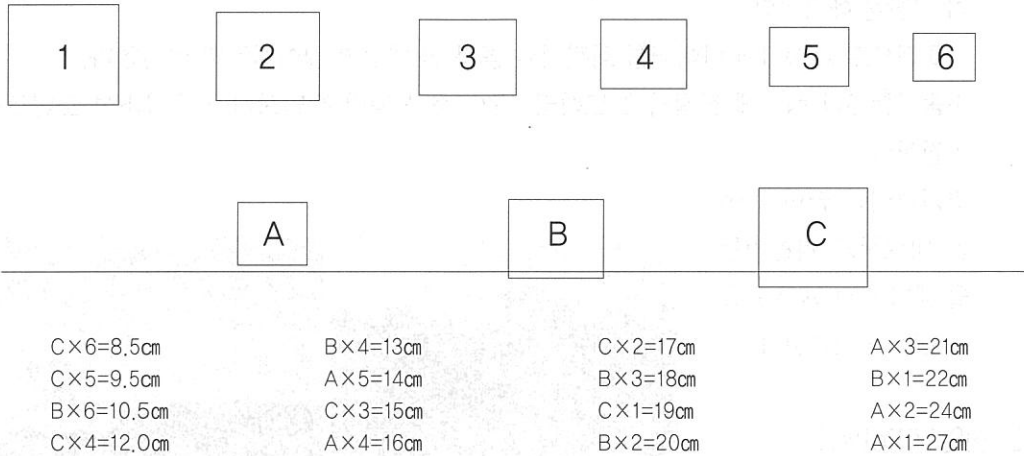 1 2 3 4 5 6
A B C
C×6=8.5㎝ B×4=13㎝ C×2=17㎝ A×3=21㎝
C×5=9.5㎝ A×5=14㎝ B×3=18㎝ B×1=22㎝
B×6=10.5㎝ C×3=15㎝ C×1=19㎝ A×2=24㎝
C×4=12.0㎝ A×4=16㎝ B×2=20㎝ A×1=27㎝